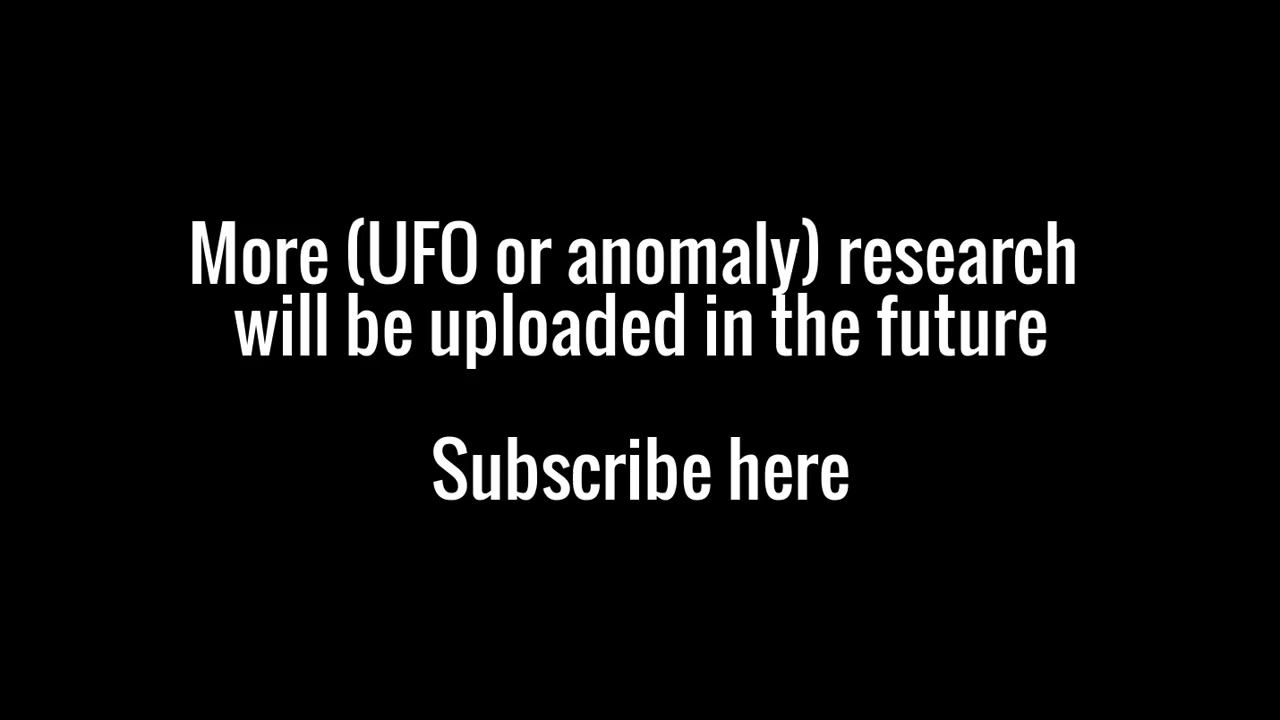 More (UFO or anomaly) research
will be uploaded in the future
Subscribe here